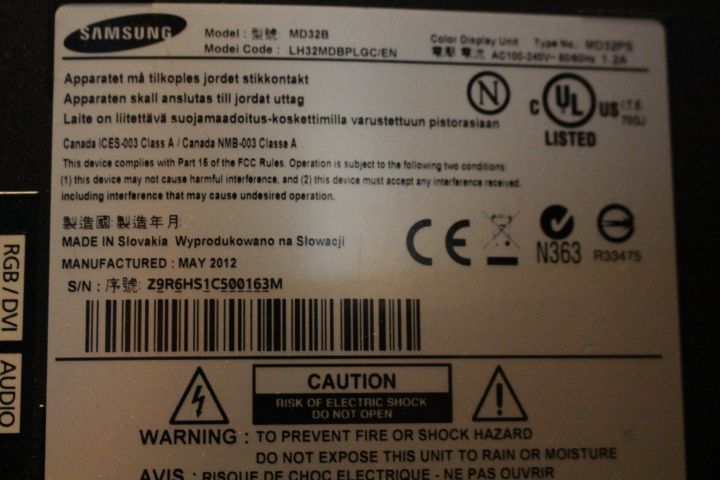 SAMSUNG
Model : 型號 : MD32B
Model Code : LH32MDBPLGC/EN
Color Display Unit Type No. MD32PS
電壓 電流 AC100-240V~ 50/60Hz 1.2A
Apparatet må tilkoples jordet stikkontakt
Apparaten skall anslutas till jordat uttag
Laite on liitettävä suojamaadoitus-koskettimilla varustettuun pistorasiaan
N
C UL US I.T.E.
70GJ
LISTED
Canada ICES-003 Class A / Canada NMB-003 Classe A
This device complies with Part 15 of the FCC Rules. Operation is subject to the following two conditions:
(1) this device may not cause harmful interference, and (2) this device must accept any interference received,
including interference that may cause undesired operation.
製造國: 製造年月:
MADE IN Slovakia Wyprodukowano na Słowacji
MANUFACTURED : MAY 2012
CE
N363
R33475
S/N : 序號: Z9R6HS1C500163M
RGB / DVI
AUDIO
CAUTION
RISK OF ELECTRIC SHOCK
DO NOT OPEN
WARNING : TO PREVENT FIRE OR SHOCK HAZARD
DO NOT EXPOSE THIS UNIT TO RAIN OR MOISTURE
AVIS : RISQUE DE CHOC ELECTRIQUE - NE PAS OUVRIR